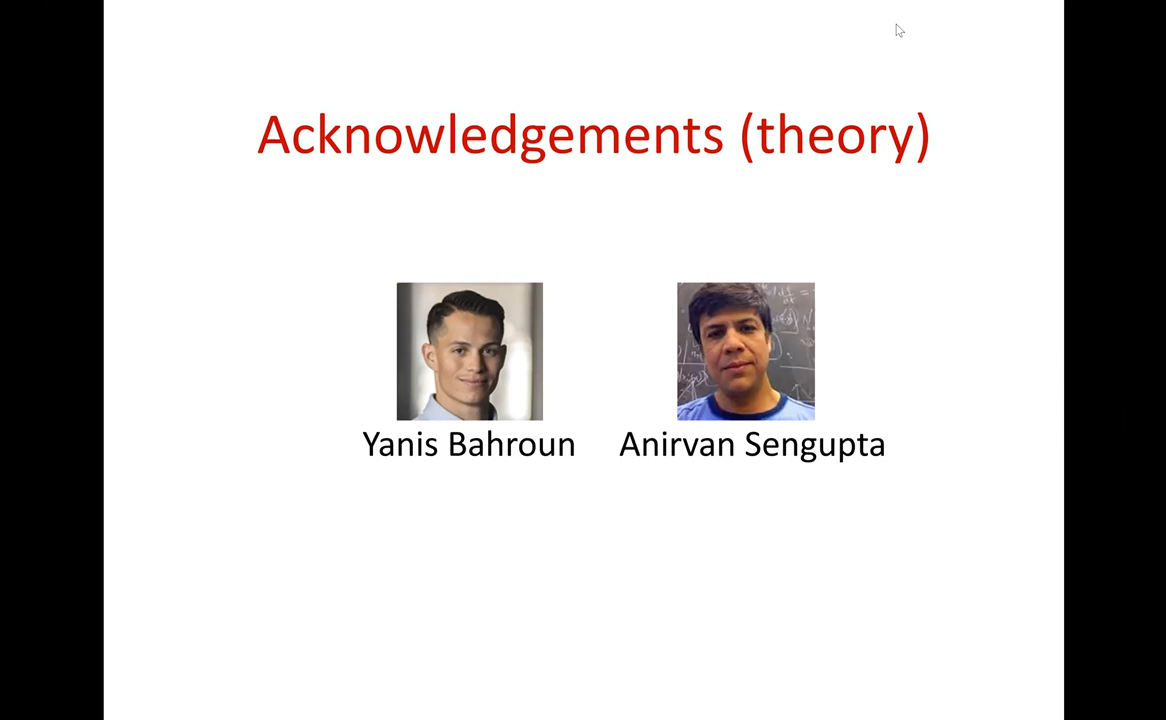 Acknowledgements (theory)
Yanis Bahroun
Anirvan Sengupta